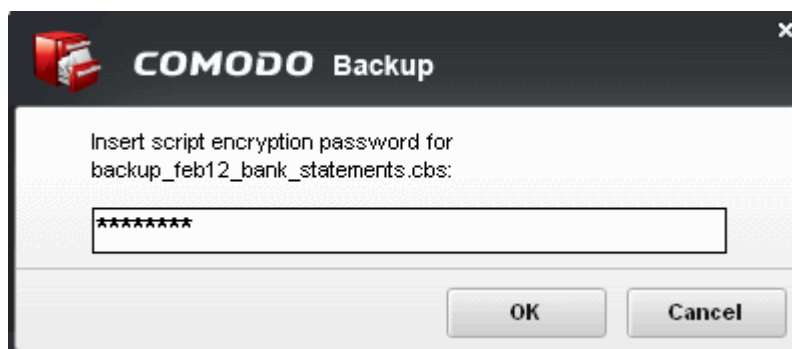 COMODO Backup
Insert script encryption password for
backup_feb12_bank_statements.cbs:
********
OK Cancel